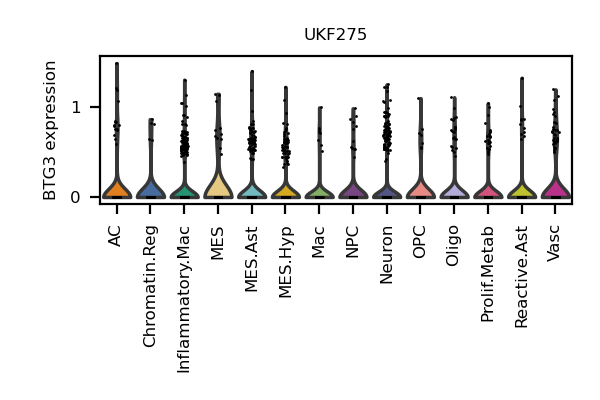 UKF275
BTG3 expression
1
0
AC
Chromatin.Reg
Inflammatory.Mac
MES
MES.Ast
MES.Hyp
Mac
NPC
Neuron
OPC
Oligo
Prolif.Metab
Reactive.Ast
Vasc